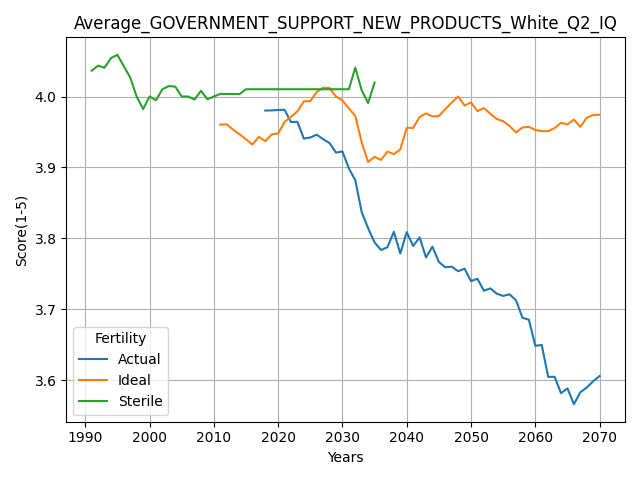 Average_GOVERNMENT_SUPPORT_NEW_PRODUCTS_White_Q2_IQ
4.0
3.9
3.8
3.7
3.6
Score(1-5)
Fertility
Actual
Ideal
Sterile
1990 2000 2010 2020 2030 2040 2050 2060 2070
Years